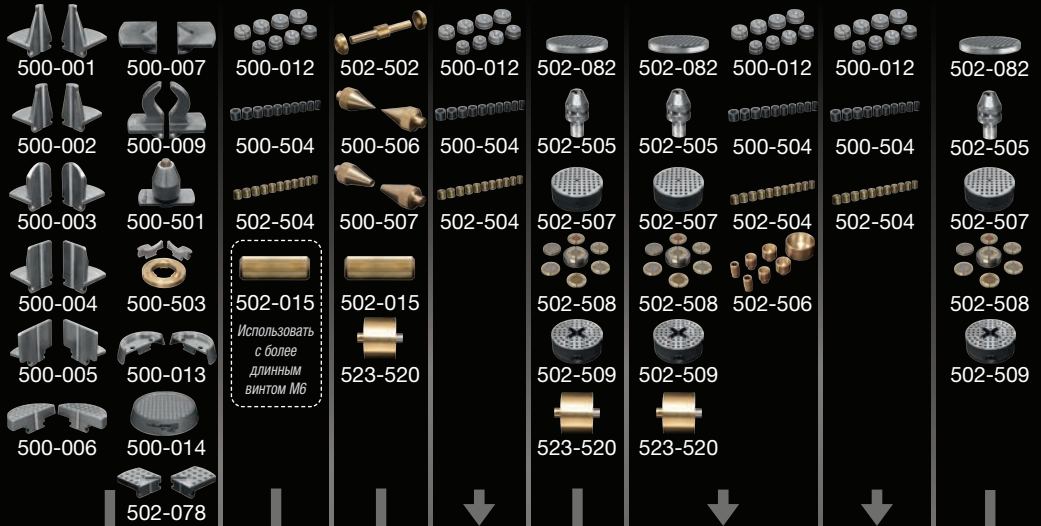 500-001 500-007 500-012 502-502 500-012 502-082 502-082 500-012 500-012 502-082
500-002 500-009 500-504 500-506 500-504 502-505 502-505 500-504 500-504 502-505
500-003 500-501 502-504 500-507 502-504 502-507 502-507 502-504 502-504 502-507
500-004 500-503 502-015 502-015 502-508 502-508 502-506 502-508
Использовать
с более
длинным
винтом М6
500-005 500-013 523-520 502-509 502-509 502-509
500-006 500-014 523-520 523-520
502-078